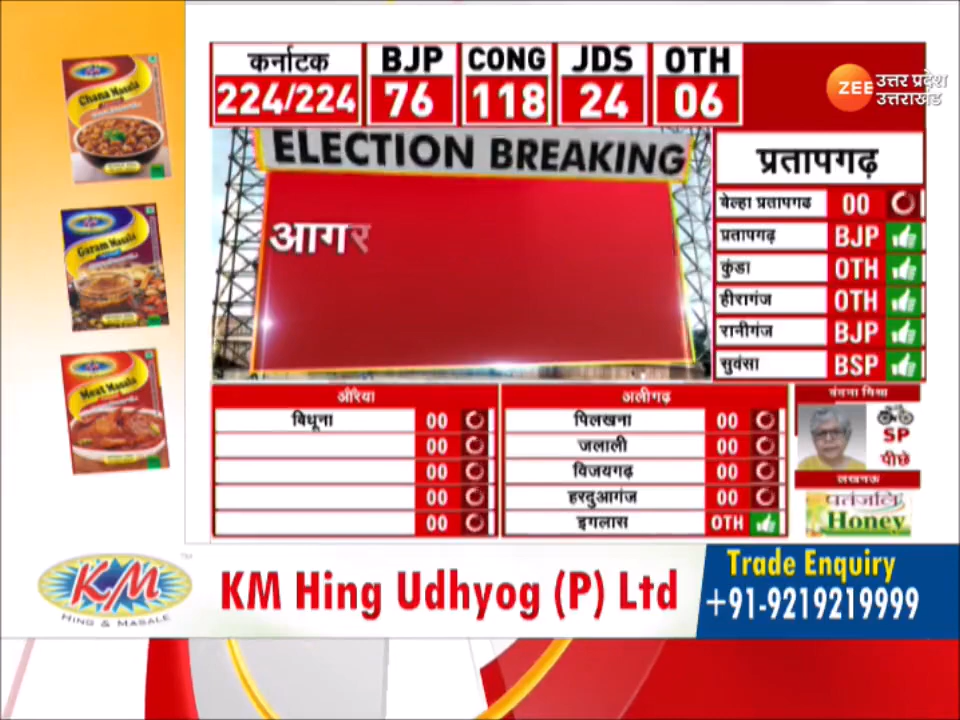 कर्नाटक BJP CONG JDS OTH
224/224 76 118 24 06
ZEE उत्तर प्रदेश
उत्तराखंड
Chana Masala
Garam Masala
Meat Masala
ELECTION BREAKING
आगर
प्रतापगढ़
बेल्हा प्रतापगढ 00
प्रतापगढ़ BJP
कुंडा OTH
हीरागंज OTH
रानीगंज BJP
सुवंसा BSP
औरैया
बिधूना 00
00
00
00
00
अलीगढ़
पिलखना 00
जलाली 00
विजयगढ़ 00
हरदुआगंज 00
इगलास OTH
वंदना मिश्रा
SP
पीछे
लखनऊ
पतंजलि
Honey
KM
HING & MASALE
KM Hing Udhyog (P) Ltd
Trade Enquiry
+91-9219219999